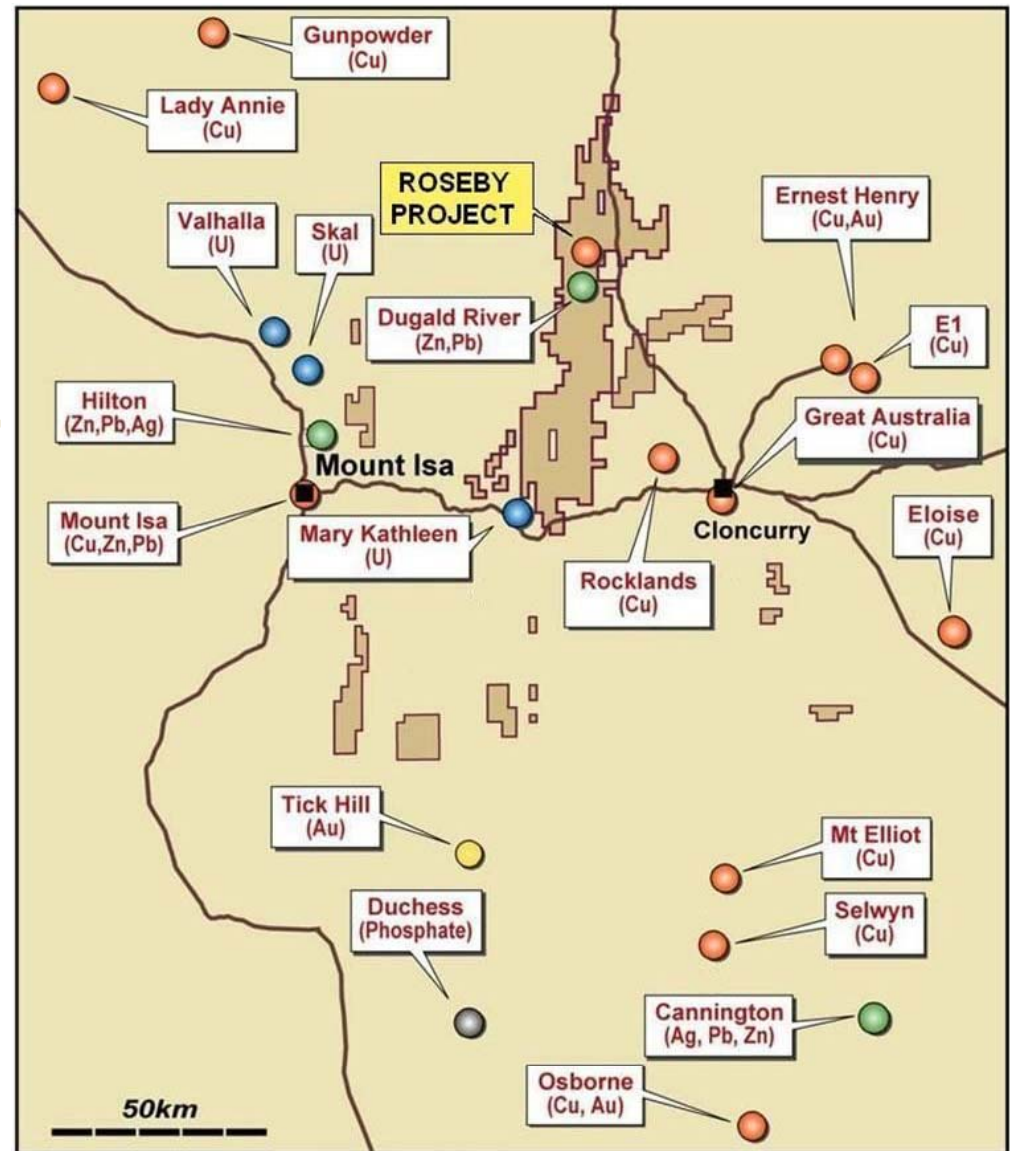 Gunpowder
(Cu)
Lady Annie
(Cu)
ROSEBY
PROJECT
Ernest Henry
(Cu,Au)
Valhalla
(U)
Skal
(U)
Dugald River
(Zn,Pb)
E1
(Cu)
Hilton
(Zn,Pb,Ag)
Great Australia
(Cu)
Mount Isa
Mount Isa
(Cu,Zn,Pb)
Mary Kathleen
(U)
Cloncurry
Eloise
(Cu)
Rocklands
(Cu)
Tick Hill
(Au)
Mt Elliot
(Cu)
Duchess
(Phosphate)
Selwyn
(Cu)
Cannington
(Ag, Pb, Zn)
Osborne
(Cu, Au)
50km